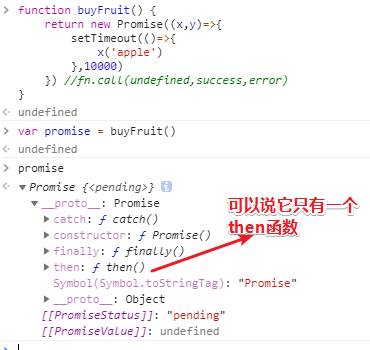 > function buyFruit() {
return new Promise((x,y)=>{
setTimeout(()=>{
x('apple')
},10000)
}) //fn.call(undefined,success,error)
}
<· undefined
> var promise = buyFruit()
<· undefined
> promise
<· ▼ Promise {<pending>} i
▼ __proto__: Promise
▶ catch: ƒ catch()
▶ constructor: ƒ Promise()
▶ finally: ƒ finally()
▶ then: ƒ then()
Symbol(Symbol.toStringTag): "Promise"
▶ __proto__: Object
[[PromiseStatus]]: "pending"
[[PromiseValue]]: undefined
可以说它只有一个
then函数